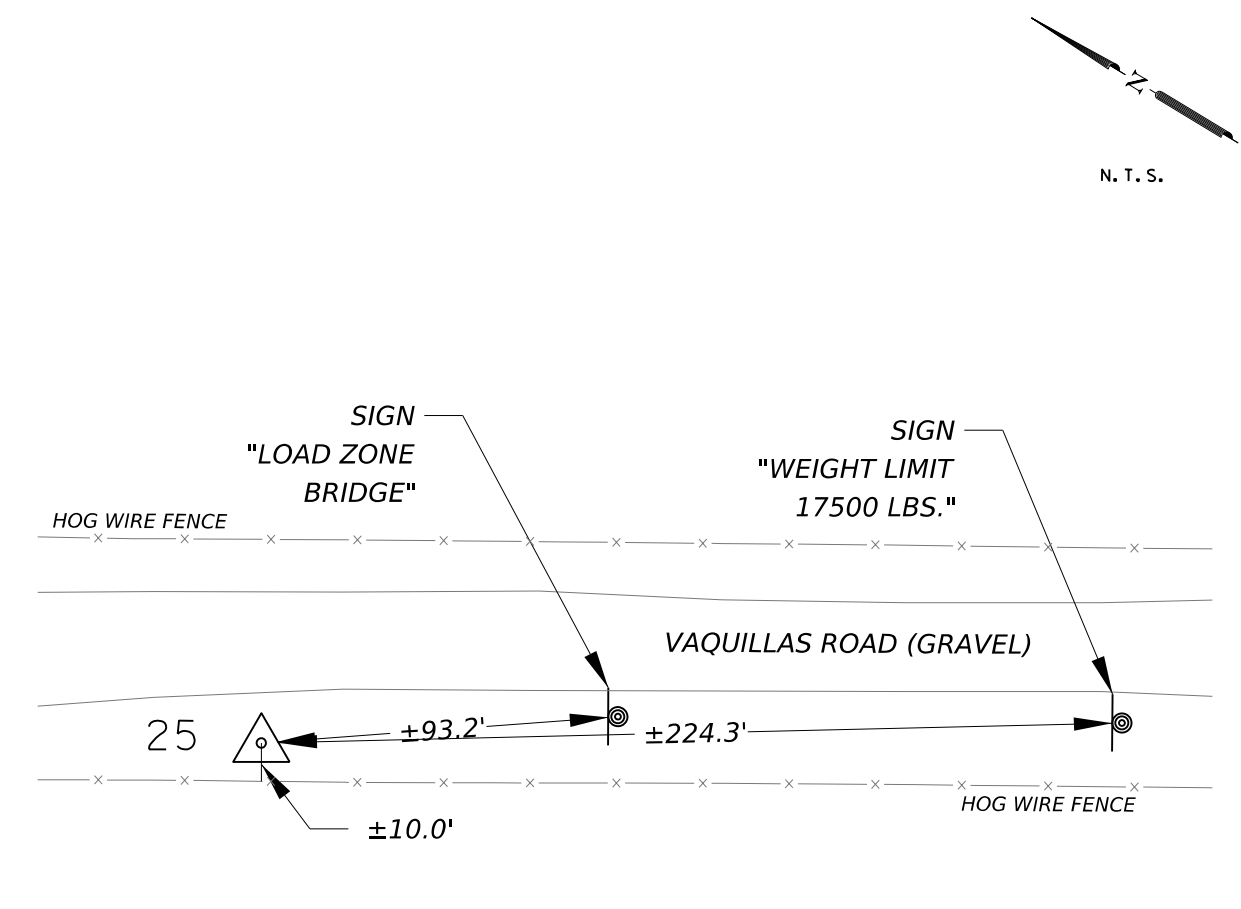 N
N.T.S.
SIGN
"LOAD ZONE
BRIDGE"
SIGN
"WEIGHT LIMIT
17500 LBS."
HOG WIRE FENCE
VAQUILLAS ROAD (GRAVEL)
25
±93.2'
±224.3'
HOG WIRE FENCE
±10.0'